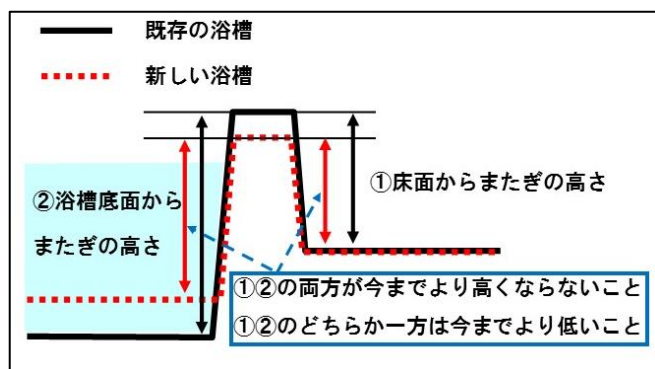 既存の浴槽
新しい浴槽
①床面からまたぎの高さ
②浴槽底面から
またぎの高さ
①②の両方が今までより高くならないこと
①②のどちらか一方は今までより低いこと